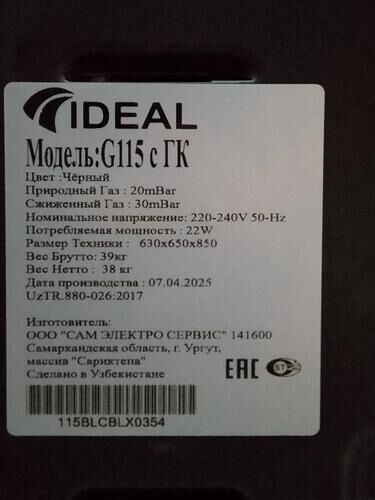 IDEAL
Модель:G115 с ГК
Цвет :Чёрный
Природный Газ : 20mBar
Сжиженный Газ : 30mBar
Номинальное напряжение: 220-240V 50-Hz
Потребляемая мощность : 22W
Размер Техники : 630x650x850
Вес Брутто: 39кг
Вес Нетто : 38 кг
Дата производства : 07.04.2025
UzTR.880-026:2017
Изготовитель:
ООО "САМ ЭЛЕКТРО СЕРВИС" 141600
Самаркандская область, г. Ургут,
массив "Сариктепа"
Сделано в Узбекистане
EAC
ST
115BLCBLX0354